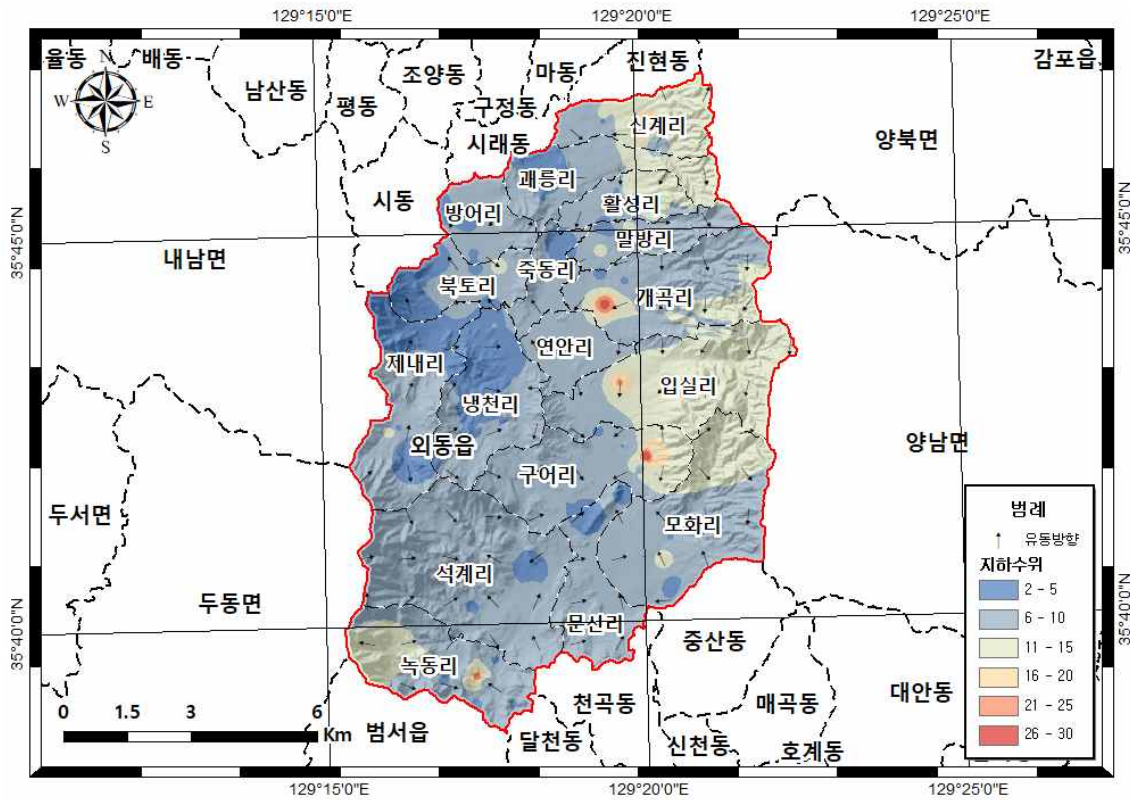 129°15'0"E
129°20'0"E
129°25'0"E
율동
배동
남산동
평동
조양동
마동
진현동
감포읍
구정동
시래동
시동
신계리
양북면
괘릉리
활성리
방어리
말방리
35°45'0"N
35°45'0"N
내남면
죽동리
북토리
개곡리
연안리
제내리
입실리
냉천리
외동읍
양남면
구어리
두서면
모화리
석계리
두동면
문산리
35°40'0"N
35°40'0"N
녹동리
중산동
매곡동
대안동
천곡동
범서읍
달천동
신천동
호계동
N
W
E
S
범례
유동방향
지하수위
2 - 5
6 - 10
11 - 15
16 - 20
21 - 25
26 - 30
0 1.5 3 6
Km
129°15'0"E
129°20'0"E
129°25'0"E